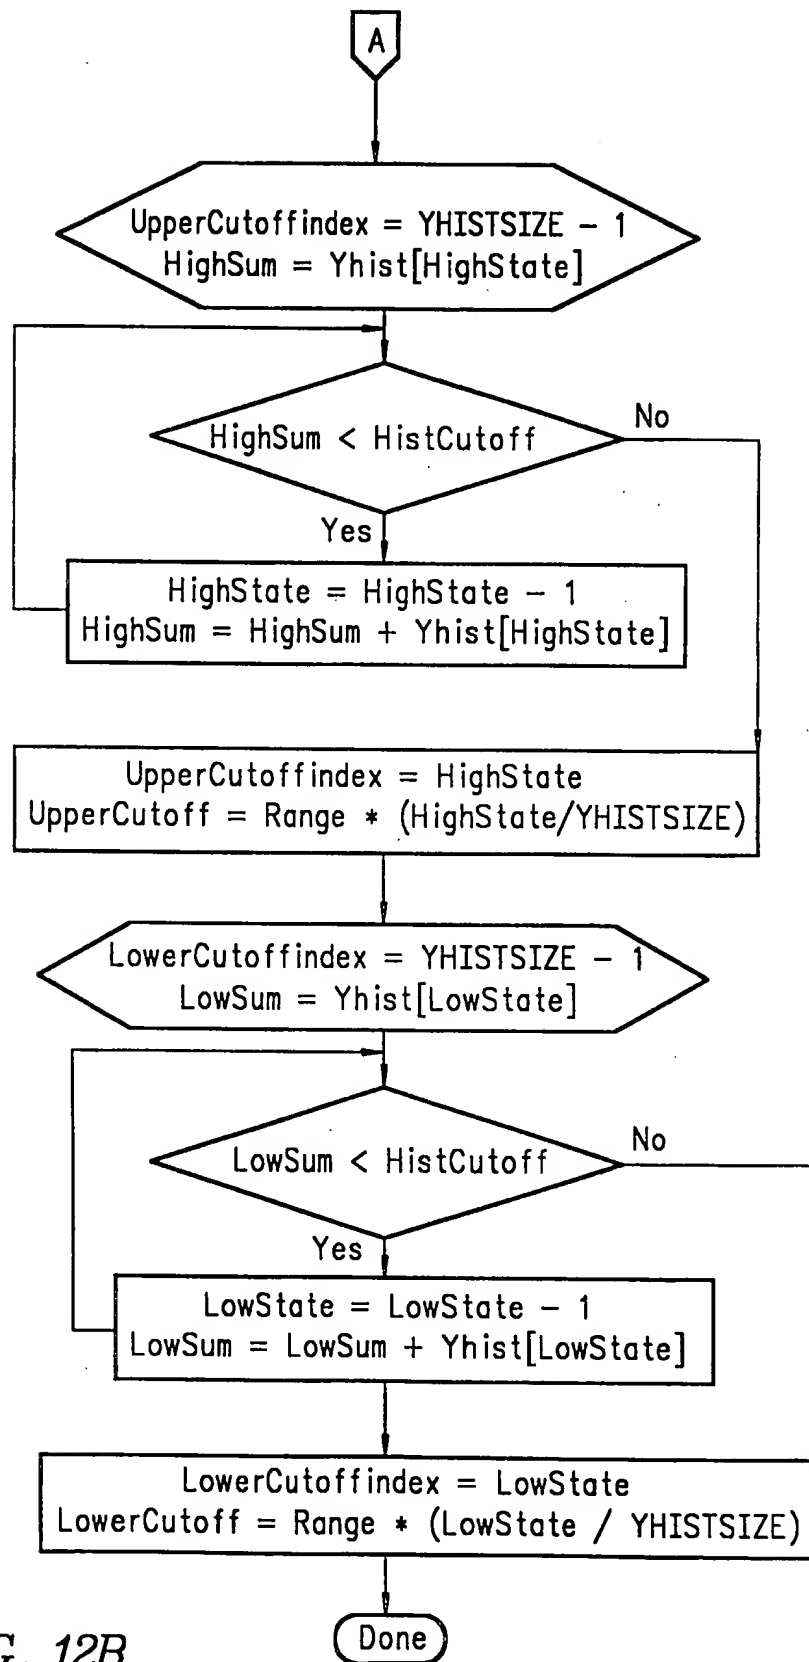 A
UpperCutoffindex = YHISTSIZE - 1
HighSum = Yhist[HighState]
HighSum < HistCutoff
No
Yes
HighState = HighState - 1
HighSum = HighSum + Yhist[HighState]
UpperCutoffindex = HighState
UpperCutoff = Range * (HighState/YHISTSIZE)
LowerCutoffindex = YHISTSIZE - 1
LowSum = Yhist[LowState]
LowSum < HistCutoff
No
Yes
LowState = LowState - 1
LowSum = LowSum + Yhist[LowState]
LowerCutoffindex = LowState
LowerCutoff = Range * (LowState / YHISTSIZE)
Done
G. 12B